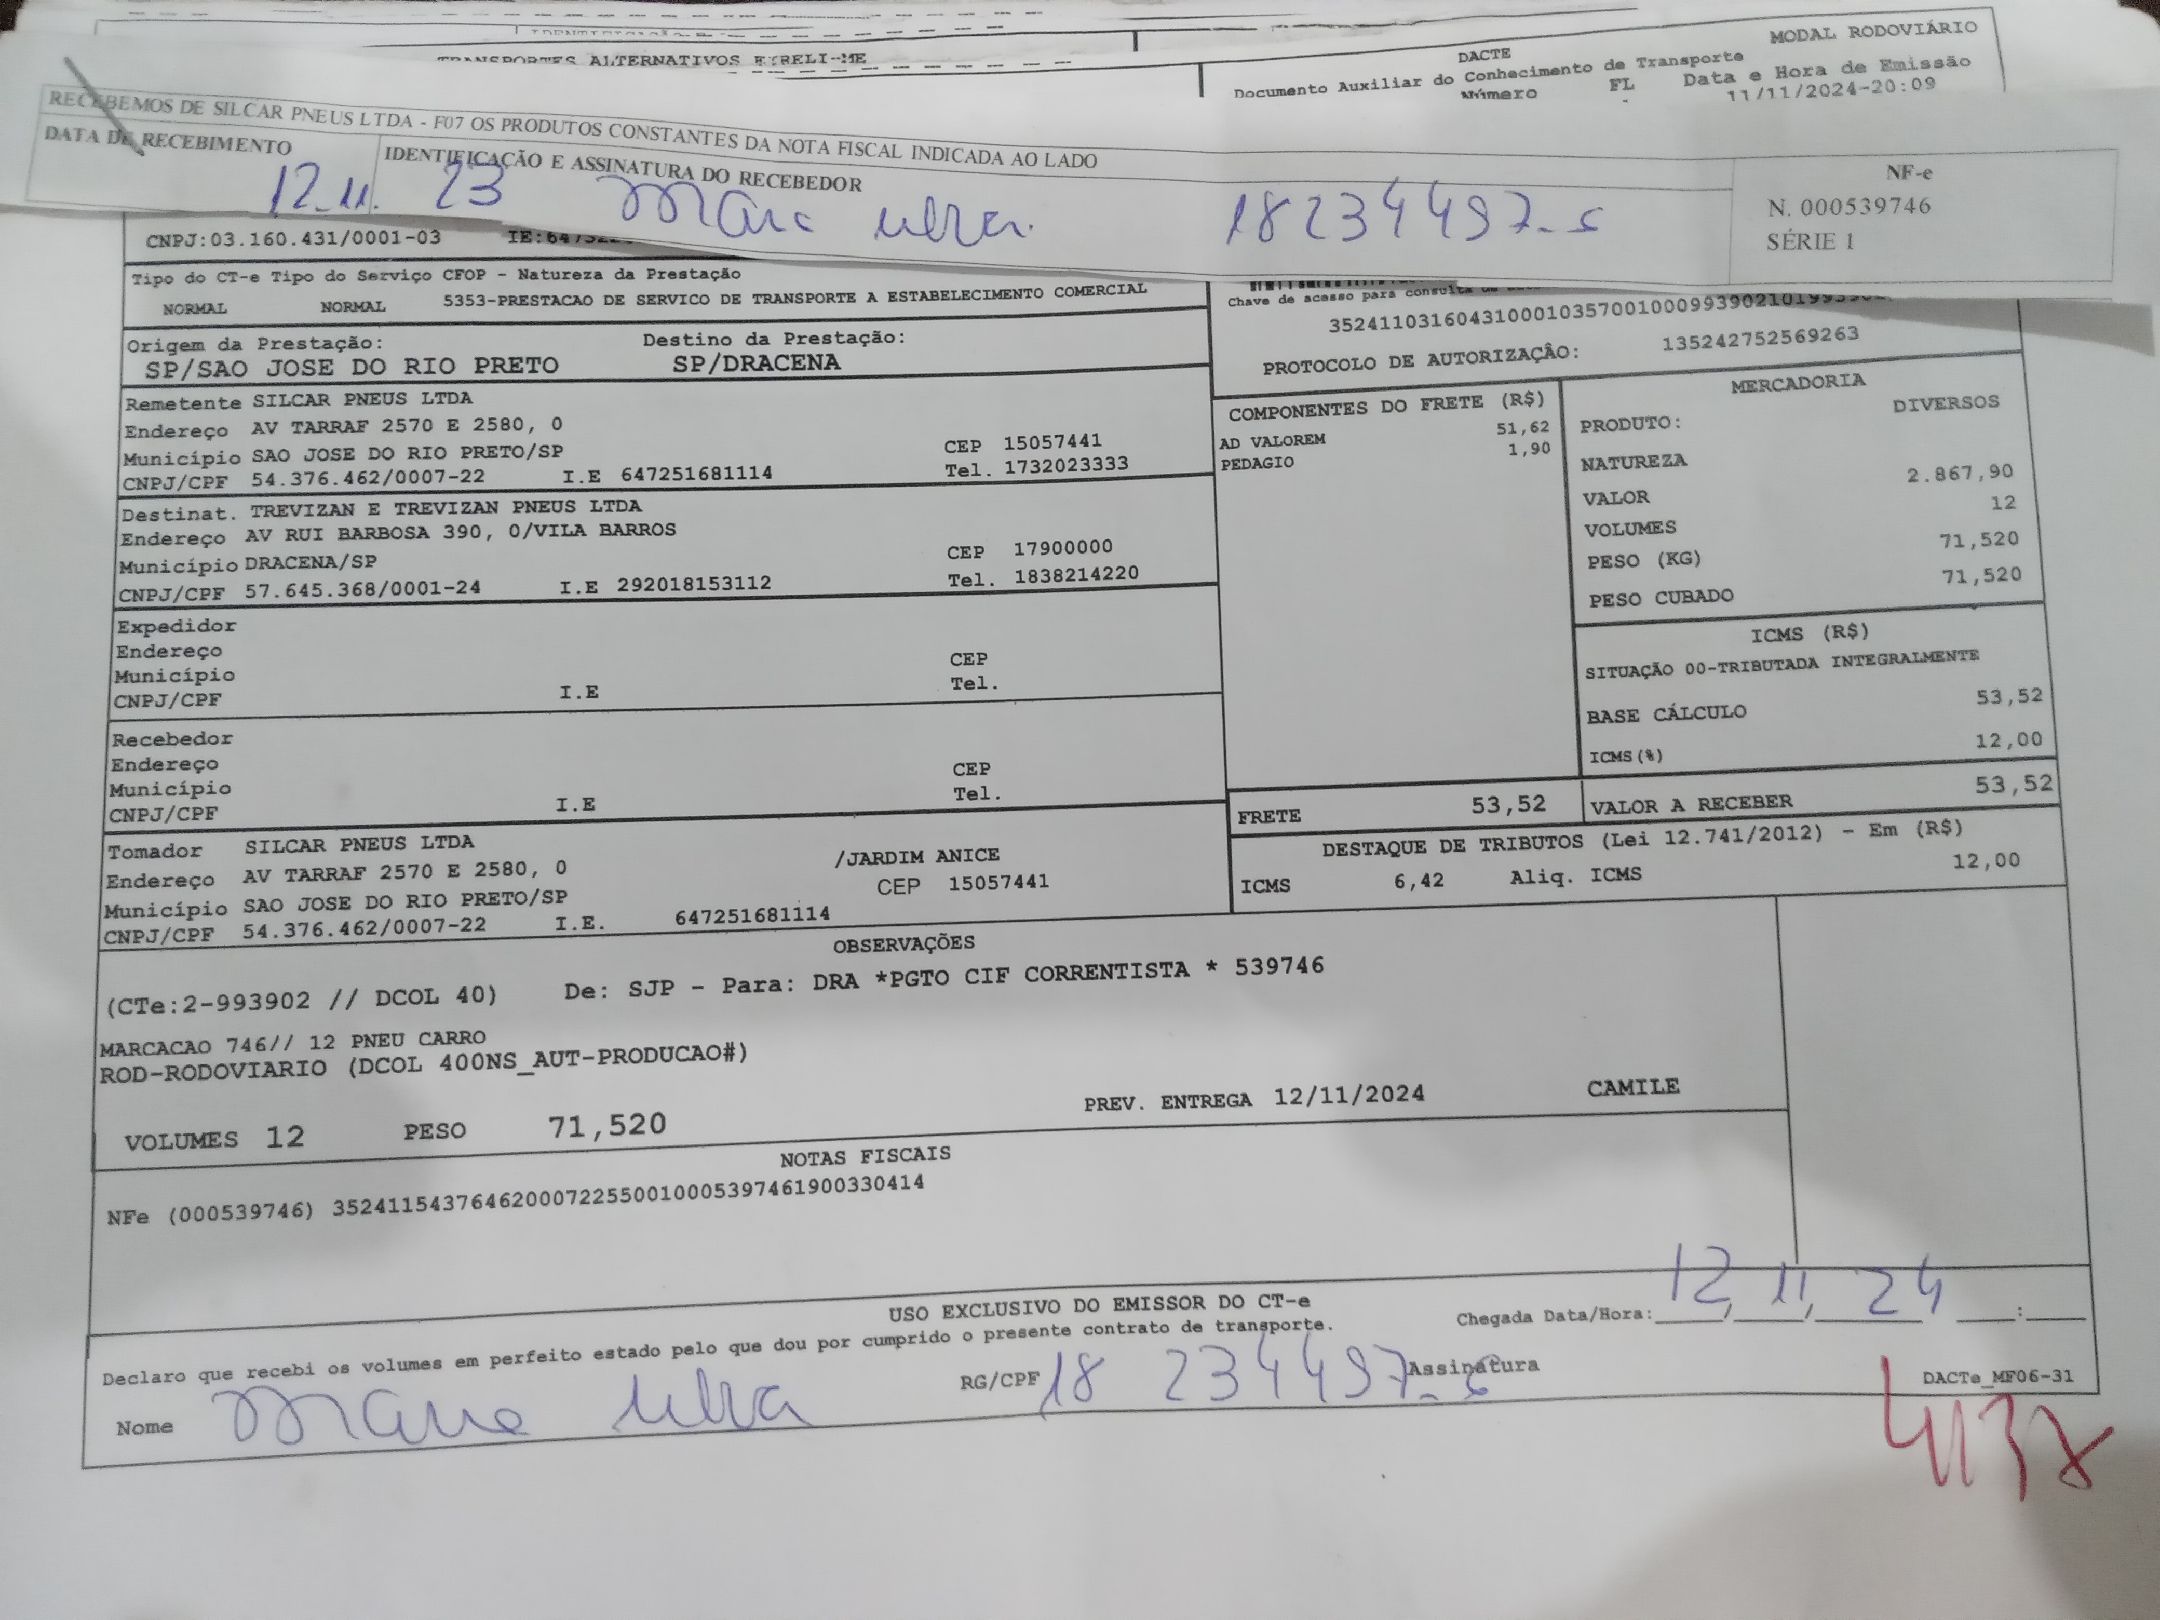 TRANSPORTES ALTERNATIVOS EIRELI-ME
DACTE
MODAL RODOVIÁRIO
Documento Auxiliar do Conhecimento de Transporte
Número FL Data e Hora de Emissão
11/11/2024-20:09
RECEBEMOS DE SILCAR PNEUS LTDA - F07 OS PRODUTOS CONSTANTES DA NOTA FISCAL INDICADA AO LADO
DATA DE RECEBIMENTO
IDENTIFICAÇÃO E ASSINATURA DO RECEBEDOR
12.11. 23
18234497-6
NF-e
N. 000539746
SÉRIE 1
CNPJ:03.160.431/0001-03 IE:
Tipo do CT-e Tipo do Serviço CFOP - Natureza da Prestação
NORMAL NORMAL 5353-PRESTACAO DE SERVICO DE TRANSPORTE A ESTABELECIMENTO COMERCIAL
Chave de acesso para consulta
PROTOCOLO DE AUTORIZAÇÂO: 135242752569263
Origem da Prestação: Destino da Prestação:
SP/SAO JOSE DO RIO PRETO SP/DRACENA
Remetente SILCAR PNEUS LTDA
Endereço AV TARRAF 2570 E 2580, 0
Município SAO JOSE DO RIO PRETO/SP CEP 15057441
CNPJ/CPF 54.376.462/0007-22 I.E 647251681114 Tel. 1732023333
Destinat. TREVIZAN E TREVIZAN PNEUS LTDA
Endereço AV RUI BARBOSA 390, 0/VILA BARROS
Município DRACENA/SP CEP 17900000
CNPJ/CPF 57.645.368/0001-24 I.E 292018153112 Tel. 1838214220
Expedidor
Endereço
Município CEP
CNPJ/CPF I.E Tel.
Recebedor
Endereço
Município CEP
CNPJ/CPF I.E Tel.
Tomador SILCAR PNEUS LTDA
Endereço AV TARRAF 2570 E 2580, 0 /JARDIM ANICE
Município SAO JOSE DO RIO PRETO/SP CEP 15057441
CNPJ/CPF 54.376.462/0007-22 I.E. 647251681114
COMPONENTES DO FRETE (R$)
AD VALOREM 51,62
PEDAGIO 1,90
MERCADORIA
PRODUTO: DIVERSOS
NATUREZA
VALOR 2.867,90
VOLUMES 12
PESO (KG) 71,520
PESO CUBADO 71,520
ICMS (R$)
SITUAÇÃO 00-TRIBUTADA INTEGRALMENTE
BASE CÁLCULO 53,52
ICMS(%) 12,00
FRETE 53,52 VALOR A RECEBER 53,52
DESTAQUE DE TRIBUTOS (Lei 12.741/2012) - Em (R$)
ICMS 6,42 Aliq. ICMS 12,00
OBSERVAÇÕES
(CTe:2-993902 // DCOL 40) De: SJP - Para: DRA *PGTO CIF CORRENTISTA * 539746
MARCACAO 746// 12 PNEU CARRO
ROD-RODOVIARIO (DCOL 400NS_AUT-PRODUCAO#)
VOLUMES 12 PESO 71,520 PREV. ENTREGA 12/11/2024 CAMILE
NOTAS FISCAIS
NFe (000539746) 35241154376462000722550010005397461900330414
USO EXCLUSIVO DO EMISSOR DO CT-e
Chegada Data/Hora: 12/11/24 :
Declaro que recebi os volumes em perfeito estado pelo que dou por cumprido o presente contrato de transporte.
Nome
RG/CPF 18 234497-6 Assinatura
DACTe_MF06-31